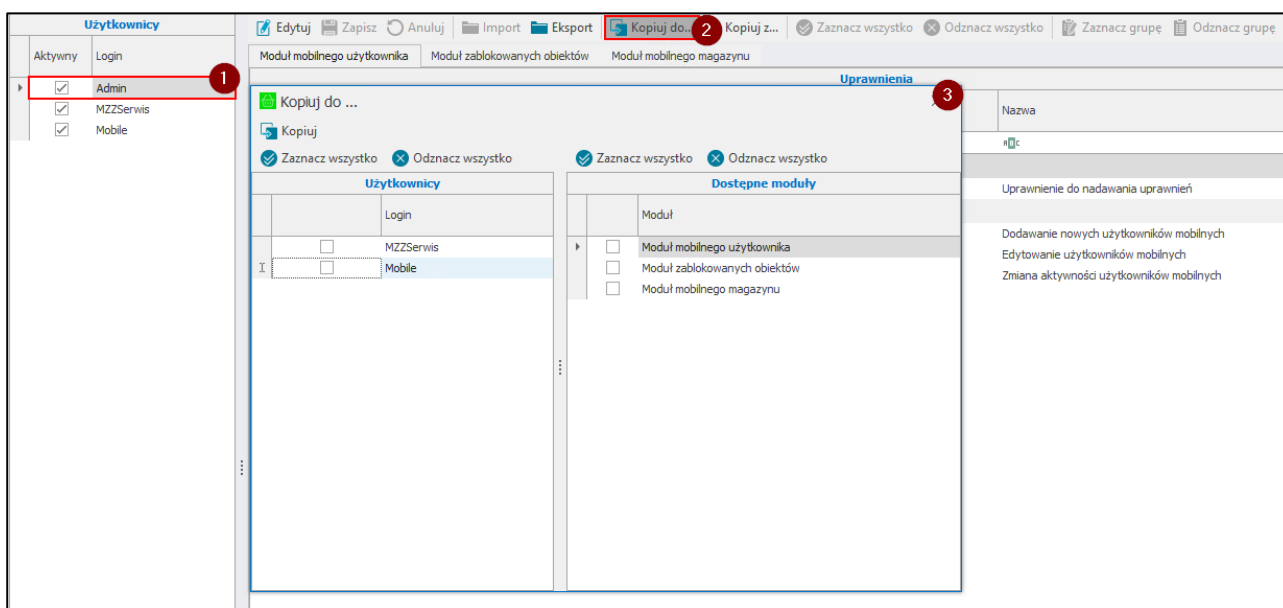 Użytkownicy
Edytuj Zapisz Anuluj Import Eksport Kopiuj do... 2 Kopiuj z... Zaznacz wszystko Odznacz wszystko Zaznacz grupę Odznacz grupę
Aktywny Login
Moduł mobilnego użytkownika Moduł zablokowanych obiektów Moduł mobilnego magazynu
1
Admin
MZZSerwis
Mobile
Uprawnienia
Kopiuj do ... 3
Kopiuj
Zaznacz wszystko Odznacz wszystko Zaznacz wszystko Odznacz wszystko
Użytkownicy Dostępne moduły
Login Moduł
MZZSerwis Moduł mobilnego użytkownika
Mobile Moduł zablokowanych obiektów
Moduł mobilnego magazynu
Nazwa
Uprawnienie do nadawania uprawnień
Dodawanie nowych użytkowników mobilnych
Edytowanie użytkowników mobilnych
Zmiana aktywności użytkowników mobilnych